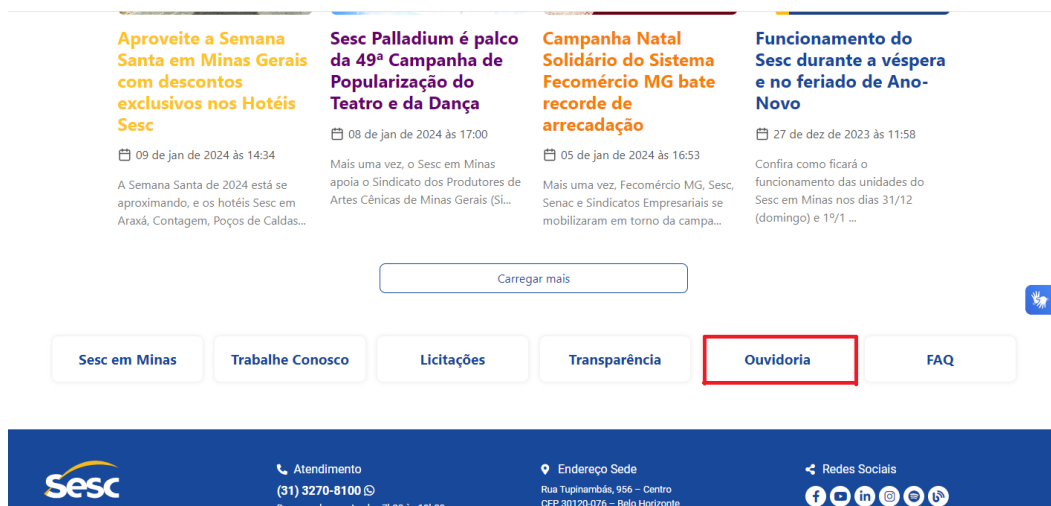 Aproveite a Semana
Santa em Minas Gerais
com descontos
exclusivos nos Hotéis
Sesc
09 de jan de 2024 às 14:34
A Semana Santa de 2024 está se
aproximando, e os hotéis Sesc em
Araxá, Contagem, Poços de Caldas...
Sesc Palladium é palco
da 49ª Campanha de
Popularização do
Teatro e da Dança
08 de jan de 2024 às 17:00
Mais uma vez, o Sesc em Minas
apoia o Sindicato dos Produtores de
Artes Cênicas de Minas Gerais (Si...
Campanha Natal
Solidário do Sistema
Fecomércio MG bate
recorde de
arrecadação
05 de jan de 2024 às 16:53
Mais uma vez, Fecomércio MG, Sesc,
Senac e Sindicatos Empresariais se
mobilizaram em torno da campa...
Funcionamento do
Sesc durante a véspera
e no feriado de Ano-
Novo
27 de dez de 2023 às 11:58
Confira como ficará o
funcionamento das unidades do
Sesc em Minas nos dias 31/12
(domingo) e 1º/1 ...
Carregar mais
Sesc em Minas
Trabalhe Conosco
Licitações
Transparência
Ouvidoria
FAQ
Sesc
Atendimento
(31) 3270-8100
Endereço Sede
Rua Tupinambás, 956 – Centro
CEP 30120-076 – Belo Horizonte
Redes Sociais